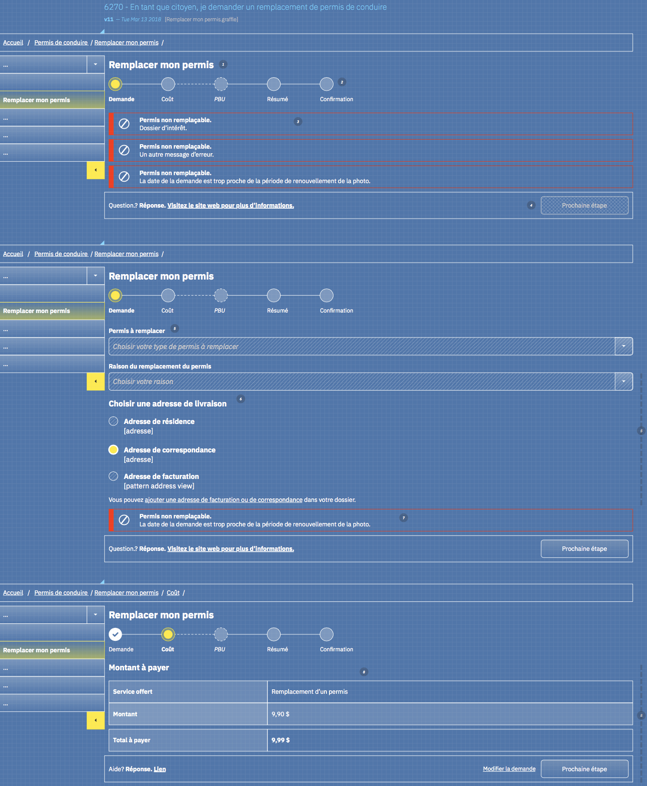 6270 - En tant que citoyen, je demander un remplacement de permis de conduire
v11 – Tue Mar 13 2018 [Remplacer mon permis.graffle]
Accueil / Permis de conduire / Remplacer mon permis /
...
Remplacer mon permis 1
2
Demande Coût PBU Résumé Confirmation
Remplacer mon permis
...
...
...
Permis non remplaçable. 3
Dossier d'intérêt.
Permis non remplaçable.
Un autre message d'erreur.
Permis non remplaçable.
La date de la demande est trop proche de la période de renouvellement de la photo.
Question? Réponse. Visitez le site web pour plus d'informations. 4 Prochaine étape
Accueil / Permis de conduire / Remplacer mon permis /
...
Remplacer mon permis
Demande Coût PBU Résumé Confirmation
Remplacer mon permis
...
...
...
Permis à remplacer
Choisir votre type de permis à remplacer
Raison du remplacement du permis
Choisir votre raison
Choisir une adresse de livraison
Adresse de résidence
[adresse]
Adresse de correspondance
[adresse]
Adresse de facturation
[pattern address view]
Vous pouvez ajouter une adresse de facturation ou de correspondance dans votre dossier.
Permis non remplaçable. 7
La date de la demande est trop proche de la période de renouvellement de la photo.
Question? Réponse. Visitez le site web pour plus d'informations. Prochaine étape
Accueil / Permis de conduire / Remplacer mon permis / Coût /
...
Remplacer mon permis
Demande Coût PBU Résumé Confirmation
Remplacer mon permis
...
...
...
Montant à payer 8
Service offert Remplacement d'un permis
Montant 9,90 $
Total à payer 9,99 $
Aide? Réponse. Lien Modifier la demande Prochaine étape